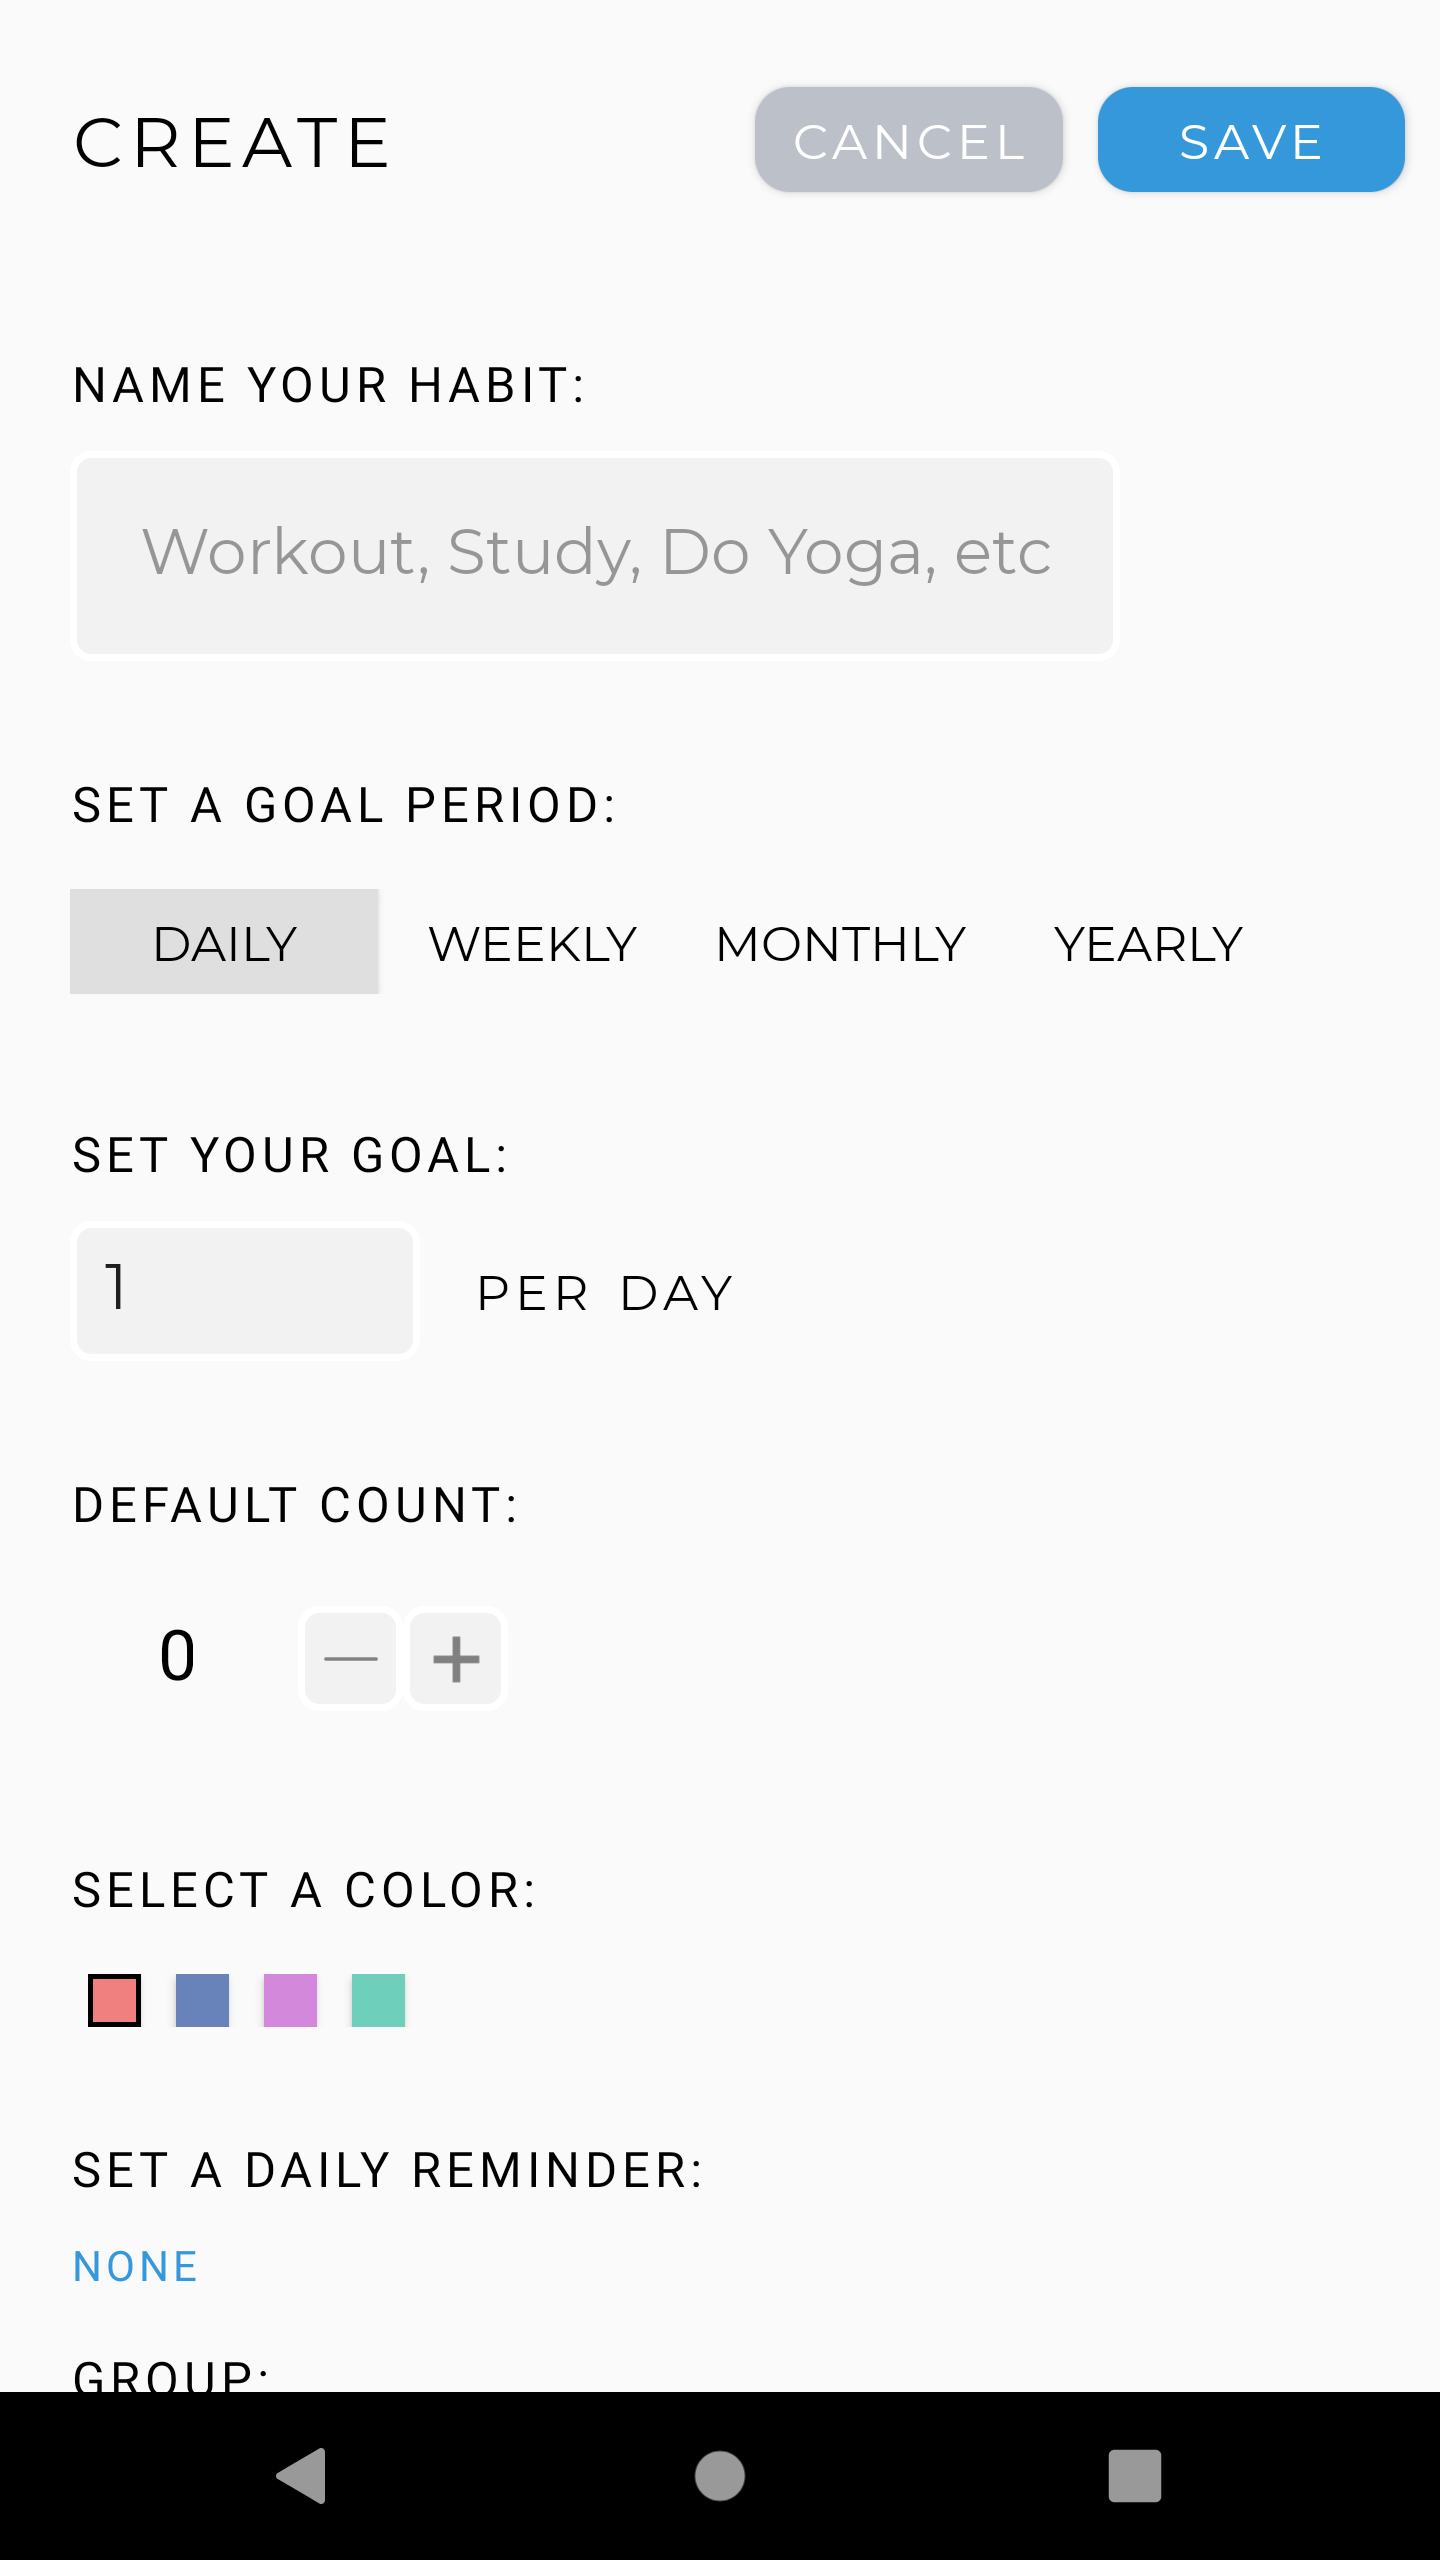 CREATE CANCEL SAVE
NAME YOUR HABIT:
Workout, Study, Do Yoga, etc
SET A GOAL PERIOD:
DAILY WEEKLY MONTHLY YEARLY
SET YOUR GOAL:
1 PER DAY
DEFAULT COUNT:
0
SELECT A COLOR:
SET A DAILY REMINDER:
NONE
GROUP: